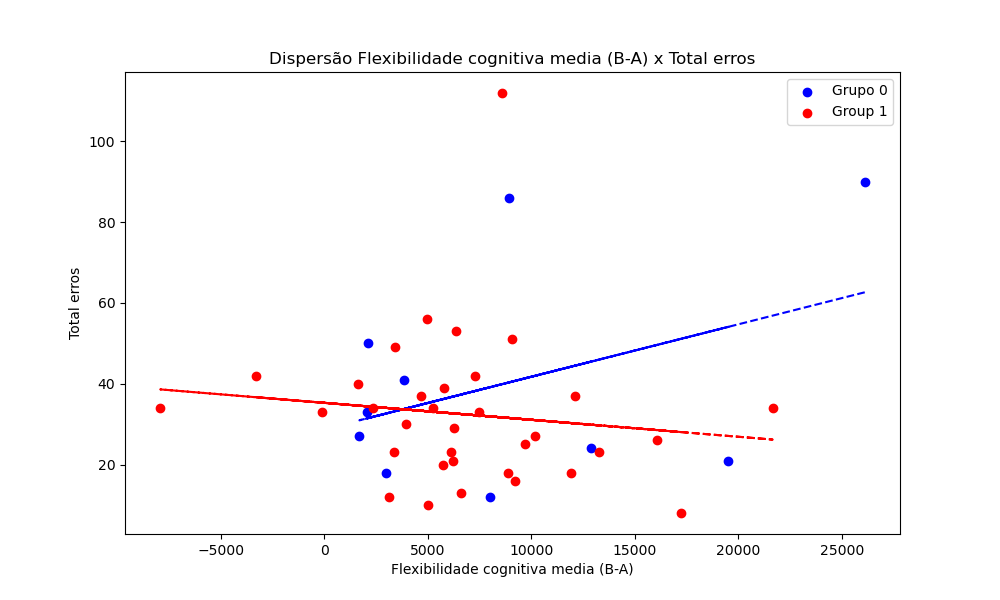 Dispersão Flexibilidade cognitiva media (B-A) x Total erros
Grupo 0
Group 1
Total erros
100
80
60
40
20
−5000
0
5000
10000
15000
20000
25000
Flexibilidade cognitiva media (B-A)